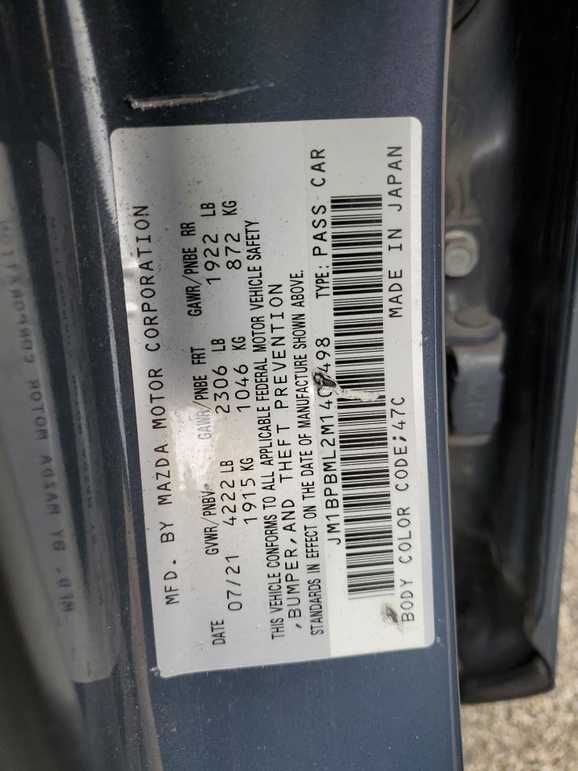 MFD. BY MAZDA MOTOR CORPORATION
DATE GVWR/PNBV GAWR/PNBE FRT GAWR/PNBE RR
07/21 4222 LB 2306 LB 1922 LB
1915 KG 1046 KG 872 KG
THIS VEHICLE CONFORMS TO ALL APPLICABLE FEDERAL MOTOR VEHICLE SAFETY
,BUMPER,AND THEFT PREVENTION
STANDARDS IN EFFECT ON THE DATE OF MANUFACTURE SHOWN ABOVE.
TYPE: PASS CAR
BODY COLOR CODE;47C MADE IN JAPAN